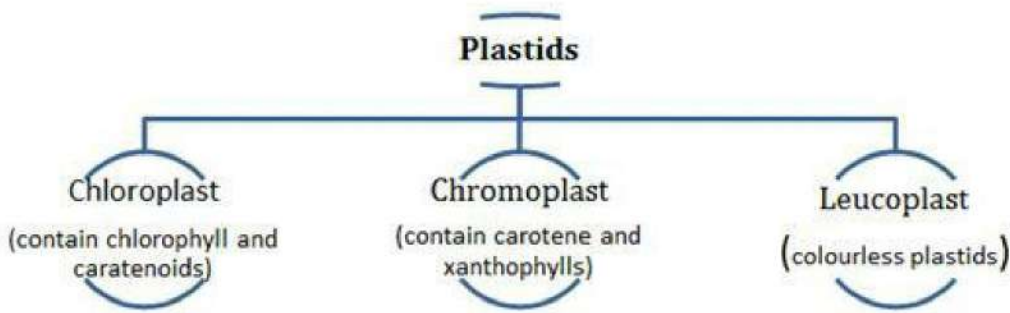 Plastids
Chloroplast
(contain chlorophyll and
caratenoids)
Chromoplast
(contain carotene and
xanthophylls)
Leucoplast
(colourless plastids)